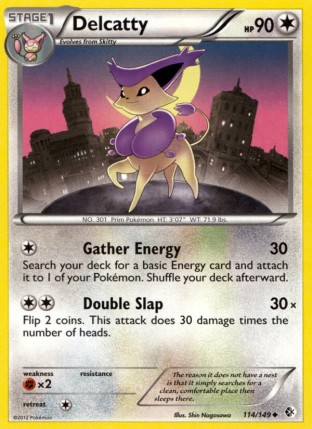 STAGE1
Delcatty
HP 90
Evolves from Skitty
NO. 301 Prim Pokémon. HT: 3'07" WT: 71.9 lbs.
Gather Energy 30
Search your deck for a basic Energy card and attach
it to 1 of your Pokémon. Shuffle your deck afterward.
Double Slap 30×
Flip 2 coins. This attack does 30 damage times the
number of heads.
weakness resistance
×2
retreat
The reason it does not have a nest
is that it simply searches for a
clean, comfortable place then
sleeps there.
©2012 Pokémon
Illus. Shin Nagasawa
114/149